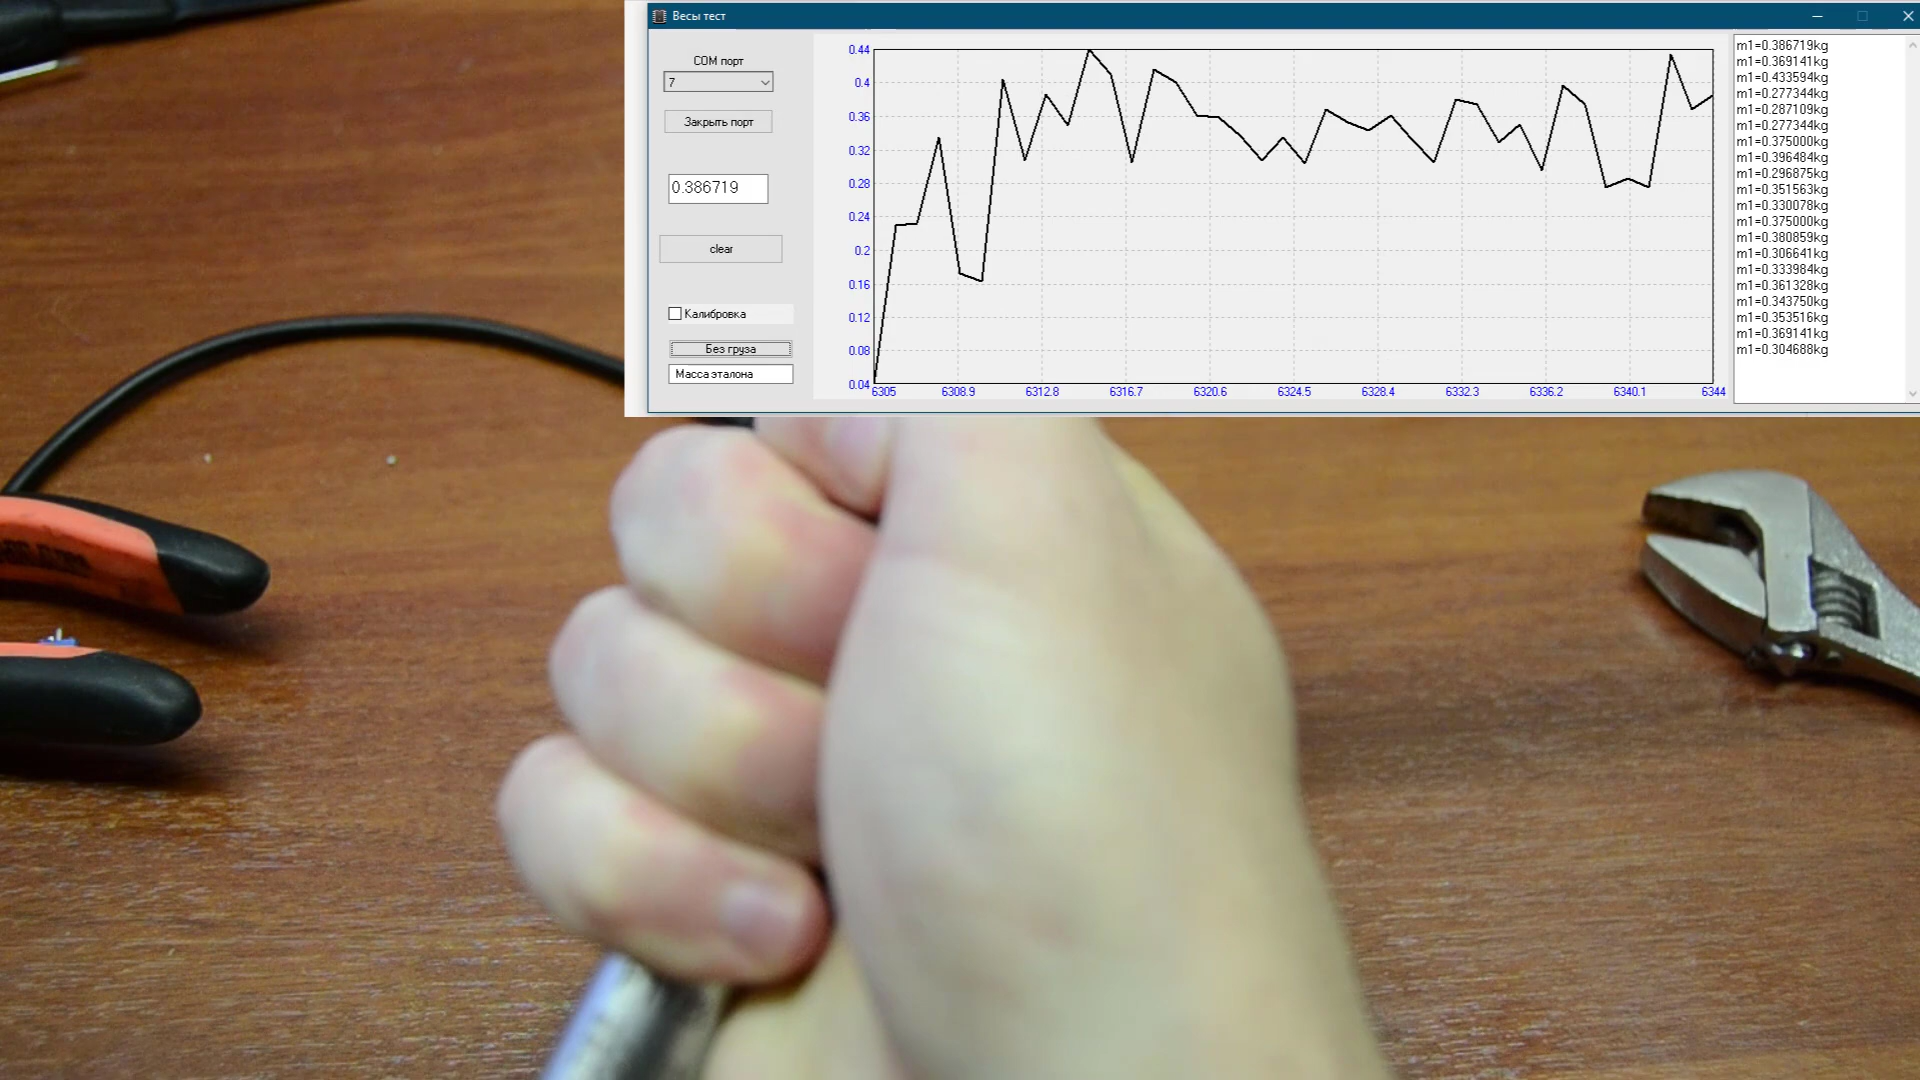 Весы тест
COM порт
7
Закрыть порт
0.386719
clear
Калибровка
Без груза
Масса эталона
0.44
0.4
0.36
0.32
0.28
0.24
0.2
0.16
0.12
0.08
0.04
6305 6308.9 6312.8 6316.7 6320.6 6324.5 6328.4 6332.3 6336.2 6340.1 6344
m1=0.386719kg
m1=0.369141kg
m1=0.433594kg
m1=0.277344kg
m1=0.287109kg
m1=0.277344kg
m1=0.375000kg
m1=0.396484kg
m1=0.296875kg
m1=0.351563kg
m1=0.330078kg
m1=0.375000kg
m1=0.380859kg
m1=0.306641kg
m1=0.333984kg
m1=0.361328kg
m1=0.343750kg
m1=0.353516kg
m1=0.369141kg
m1=0.304688kg